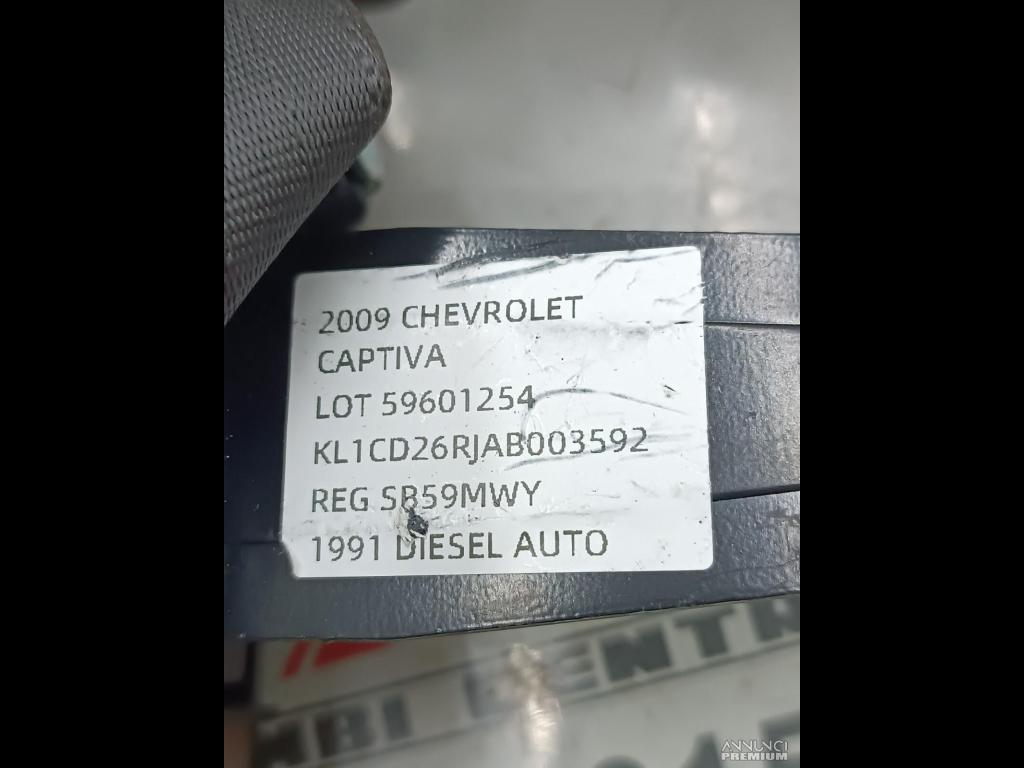 2009 CHEVROLET
CAPTIVA
LOT 59601254
KL1CD26RJAB003592
REG SB59MWY
1991 DIESEL AUTO
ANNUNCI
PREMIUM